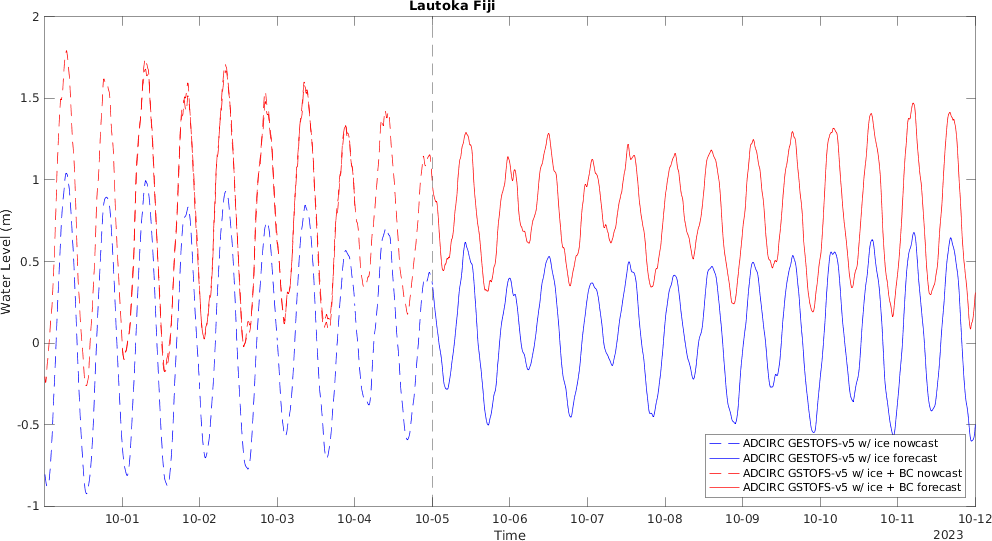 Lautoka Fiji
2
1.5
1
0.5
0
-0.5
-1
Water Level (m)
ADCIRC GESTOFS-v5 w/ ice nowcast
ADCIRC GESTOFS-v5 w/ ice forecast
ADCIRC GSTOFS-v5 w/ ice + BC nowcast
ADCIRC GSTOFS-v5 w/ ice + BC forecast
10-01 10-02 10-03 10-04 10-05 10-06 10-07 10-08 10-09 10-10 10-11 10-12
Time
2023